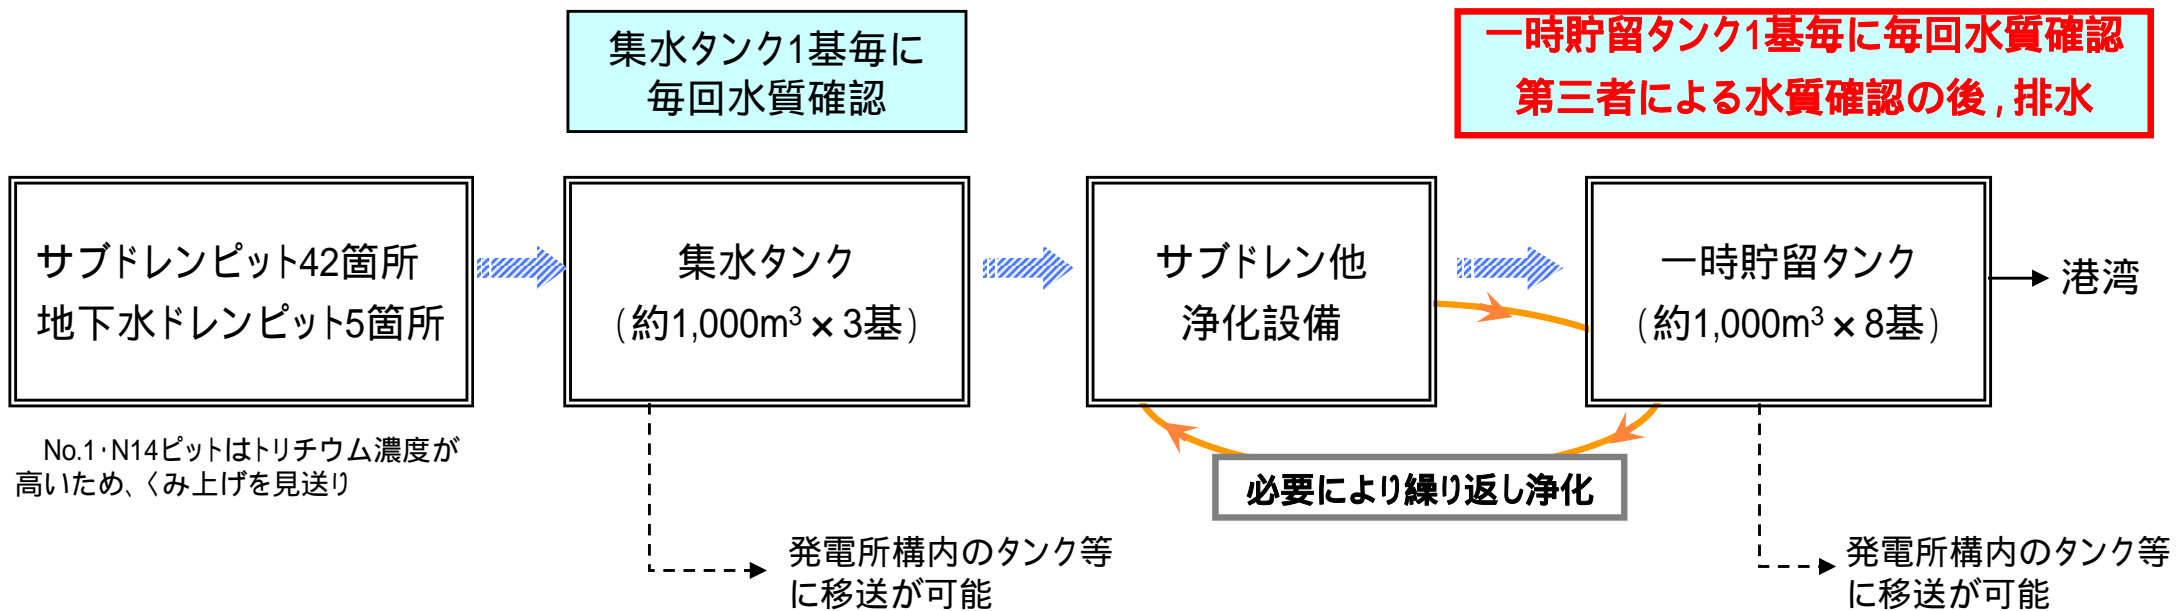 集水タンク1基毎に
毎回水質確認
一時貯留タンク1基毎に毎回水質確認
第三者による水質確認の後,排水
サブドレンピット42箇所
地下水ドレンピット5箇所
集水タンク
(約1,000m³×3基)
サブドレン他
浄化設備
一時貯留タンク
(約1,000m³×8基)
港湾
No.1・N14ピットはトリチウム濃度が
高いため、くみ上げを見送り
必要により繰り返し浄化
発電所構内のタンク等
に移送が可能
発電所構内のタンク等
に移送が可能